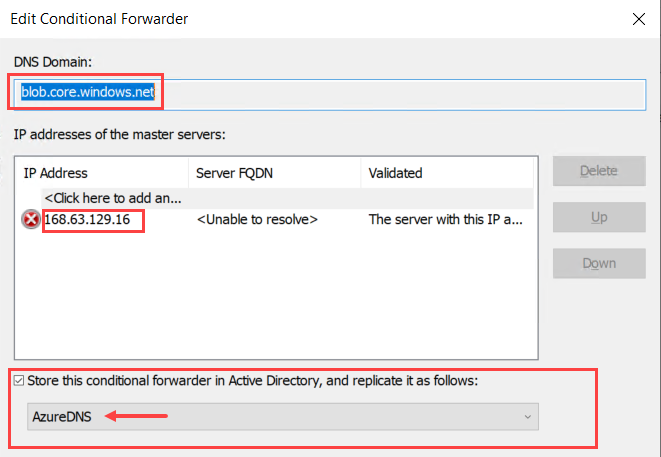 Edit Conditional Forwarder
DNS Domain:
blob.core.windows.net
IP addresses of the master servers:
IP Address Server FQDN Validated
<Click here to add an...
168.63.129.16 <Unable to resolve> The server with this IP a...
Delete
Up
Down
Store this conditional forwarder in Active Directory, and replicate it as follows:
AzureDNS